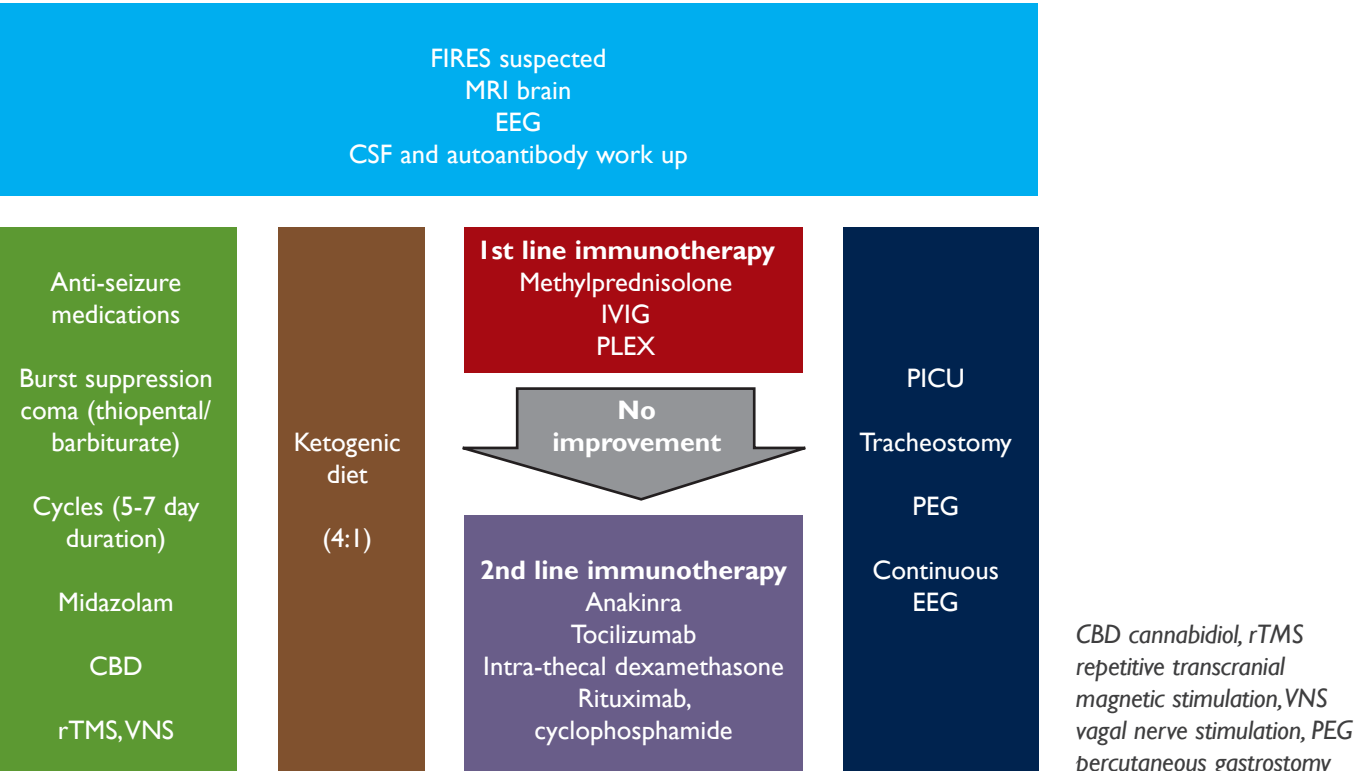 FIRES suspected
MRI brain
EEG
CSF and autoantibody work up
Anti-seizure
medications
Burst suppression
coma (thiopental/
barbiturate)
Cycles (5-7 day
duration)
Midazolam
CBD
rTMS, VNS
Ketogenic
diet
(4:1)
1st line immunotherapy
Methylprednisolone
IVIG
PLEX
No
improvement
2nd line immunotherapy
Anakinra
Tocilizumab
Intra-thecal dexamethasone
Rituximab,
cyclophosphamide
PICU
Tracheostomy
PEG
Continuous
EEG
CBD cannabidiol, rTMS
repetitive transcranial
magnetic stimulation, VNS
vagal nerve stimulation, PEG
percutaneous gastrostomy